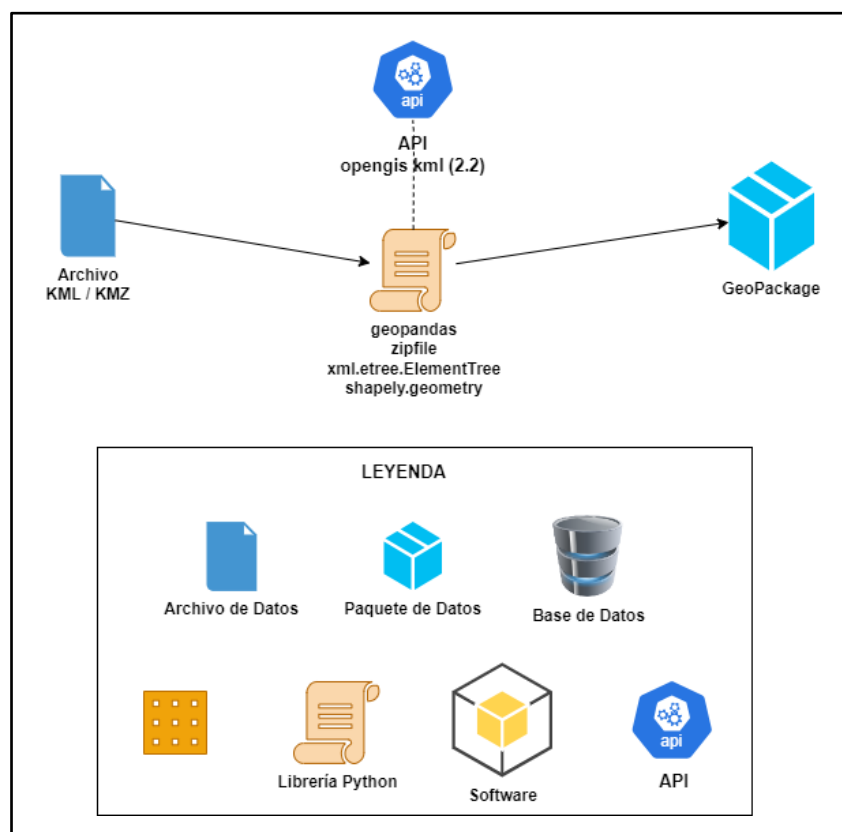 api
API
opengis kml (2.2)
Archivo
KML / KMZ
geopandas
zipfile
xml.etree.ElementTree
shapely.geometry
GeoPackage
LEYENDA
Archivo de Datos
Paquete de Datos
Base de Datos
Librería Python
Software
api
API